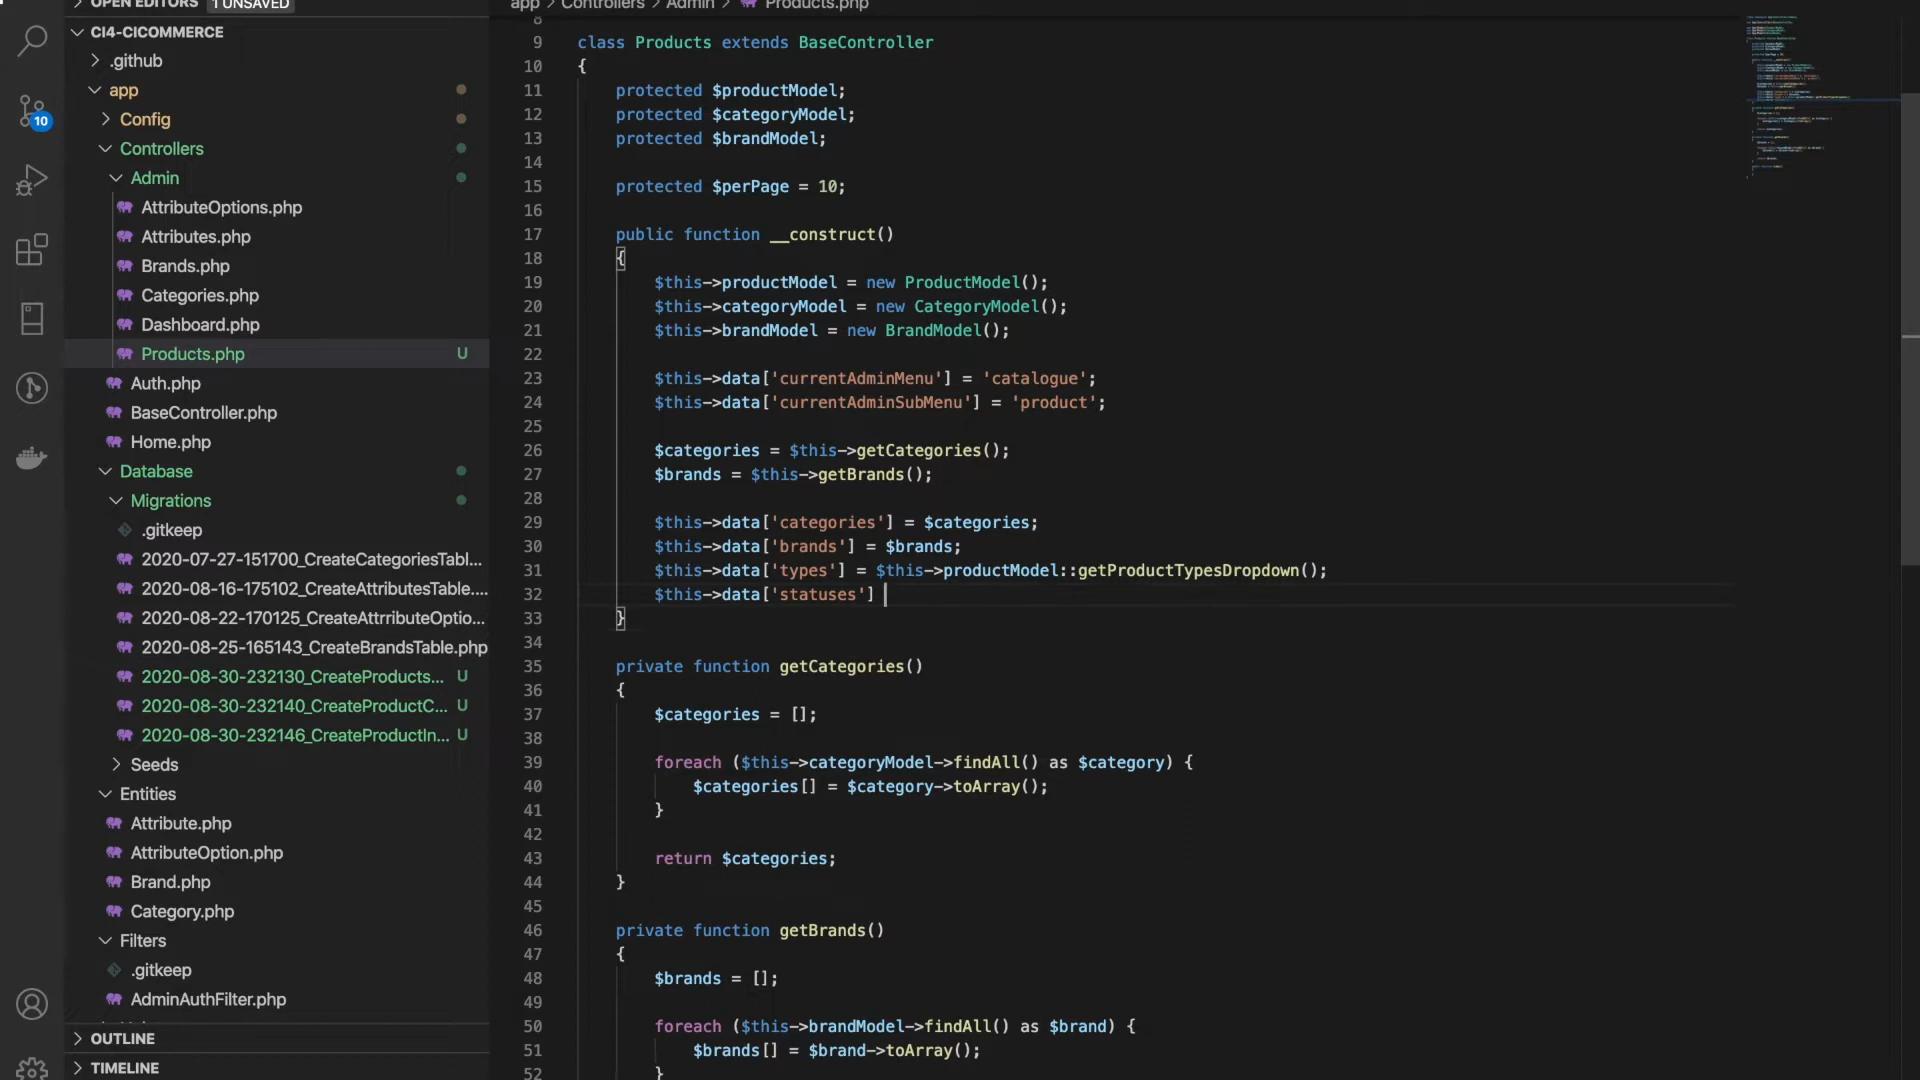 OPEN EDITORS 1 UNSAVED
CI4-CICOMMERCE
.github
app
Config
Controllers
Admin
AttributeOptions.php
Attributes.php
Brands.php
Categories.php
Dashboard.php
Products.php U
Auth.php
BaseController.php
Home.php
Database
Migrations
.gitkeep
2020-07-27-151700_CreateCategoriesTabl...
2020-08-16-175102_CreateAttributesTable....
2020-08-22-170125_CreateAttrributeOptio...
2020-08-25-165143_CreateBrandsTable.php
2020-08-30-232130_CreateProducts... U
2020-08-30-232140_CreateProductC... U
2020-08-30-232146_CreateProductIn... U
Seeds
Entities
Attribute.php
AttributeOption.php
Brand.php
Category.php
Filters
.gitkeep
AdminAuthFilter.php
OUTLINE
TIMELINE
10
app > Controllers > Admin > Products.php
8
9 class Products extends BaseController
10 {
11 protected $productModel;
12 protected $categoryModel;
13 protected $brandModel;
14
15 protected $perPage = 10;
16
17 public function __construct()
18 {
19 $this->productModel = new ProductModel();
20 $this->categoryModel = new CategoryModel();
21 $this->brandModel = new BrandModel();
22
23 $this->data['currentAdminMenu'] = 'catalogue';
24 $this->data['currentAdminSubMenu'] = 'product';
25
26 $categories = $this->getCategories();
27 $brands = $this->getBrands();
28
29 $this->data['categories'] = $categories;
30 $this->data['brands'] = $brands;
31 $this->data['types'] = $this->productModel::getProductTypesDropdown();
32 $this->data['statuses']
33 }
34
35 private function getCategories()
36 {
37 $categories = [];
38
39 foreach ($this->categoryModel->findAll() as $category) {
40 $categories[] = $category->toArray();
41 }
42
43 return $categories;
44 }
45
46 private function getBrands()
47 {
48 $brands = [];
49
50 foreach ($this->brandModel->findAll() as $brand) {
51 $brands[] = $brand->toArray();
52 }